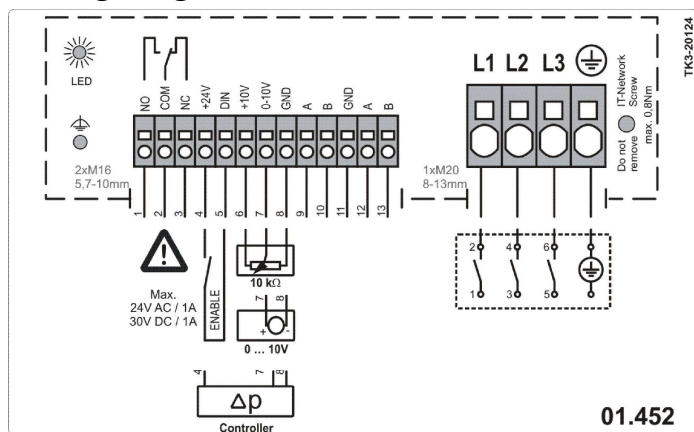 LED
NO
COM
NC
+24V
DIN
+10V
0-10V
GND
A
B
GND
A
B
2xM16
5,7-10mm
1
2
3
4
5
6
7
8
9
10
11
12
13
Max.
24V AC / 1A
30V DC / 1A
ENABLE
10 kΩ
7
8
+
-
0 ... 10V
4
7
8
Δp
Controller
L1 L2 L3
1xM20
8-13mm
Do not
remove
IT-Network
Screw
max. 0,8Nm
TK3-20124
2
4
6
1
3
5
01.452